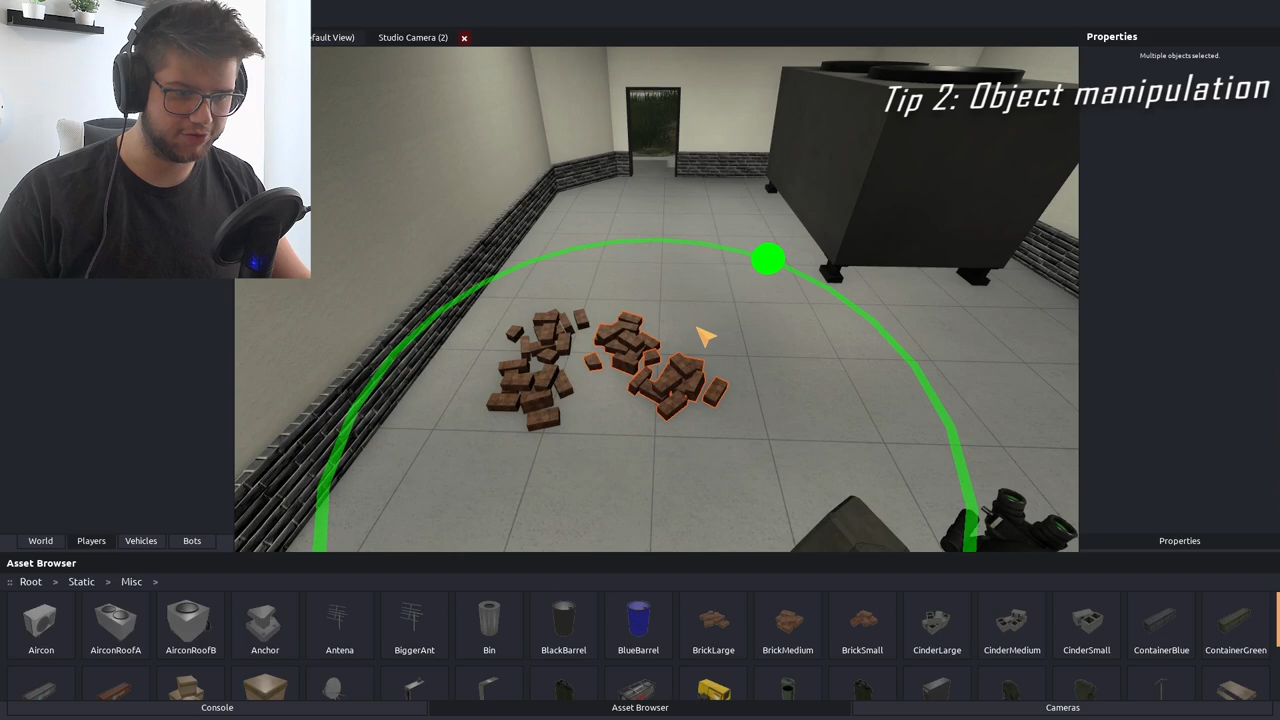 fault View)
Studio Camera (2)
x
Properties
Multiple objects selected.
Tip 2: Object manipulation
World
Players
Vehicles
Bots
Properties
Asset Browser
:: Root > Static > Misc >
Aircon
AirconRoofA
AirconRoofB
Anchor
Antena
BiggerAnt
Bin
BlackBarrel
BlueBarrel
BrickLarge
BrickMedium
BrickSmall
CinderLarge
CinderMedium
CinderSmall
ContainerBlue
ContainerGreen
Console
Asset Browser
Cameras